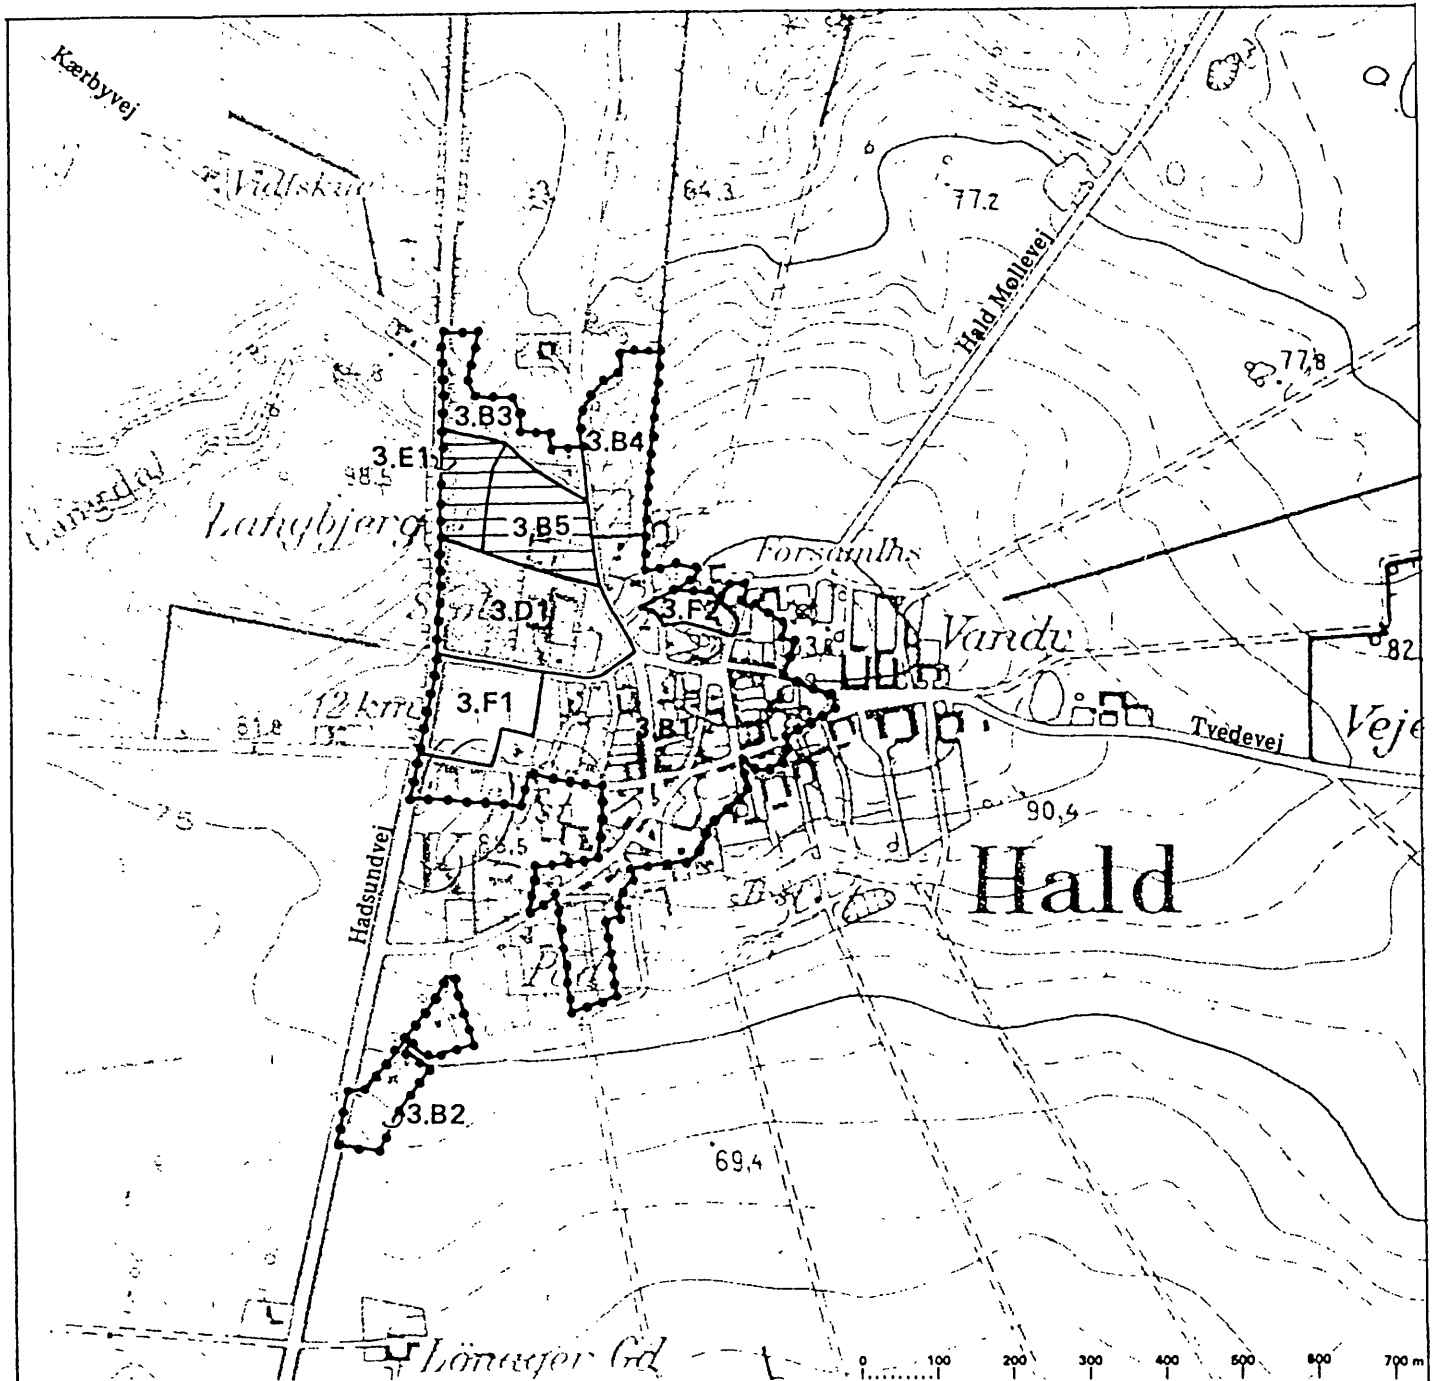 Kærbyvej
64.3
77.2
Hald Møllevej
77,8
3.B3
3.B4
3.E1
98.5
Langdal
Langbjerg
3.B5
Forsamlhs
3.D1
3.F2
Vandv
82
12 km
3.F1
81.8
3.B1
Tvedevej
Veje
75
90,4
Hadsundvej
Hald
3.B2
69,4
Gd
0 100 200 300 400 500 600 700 m